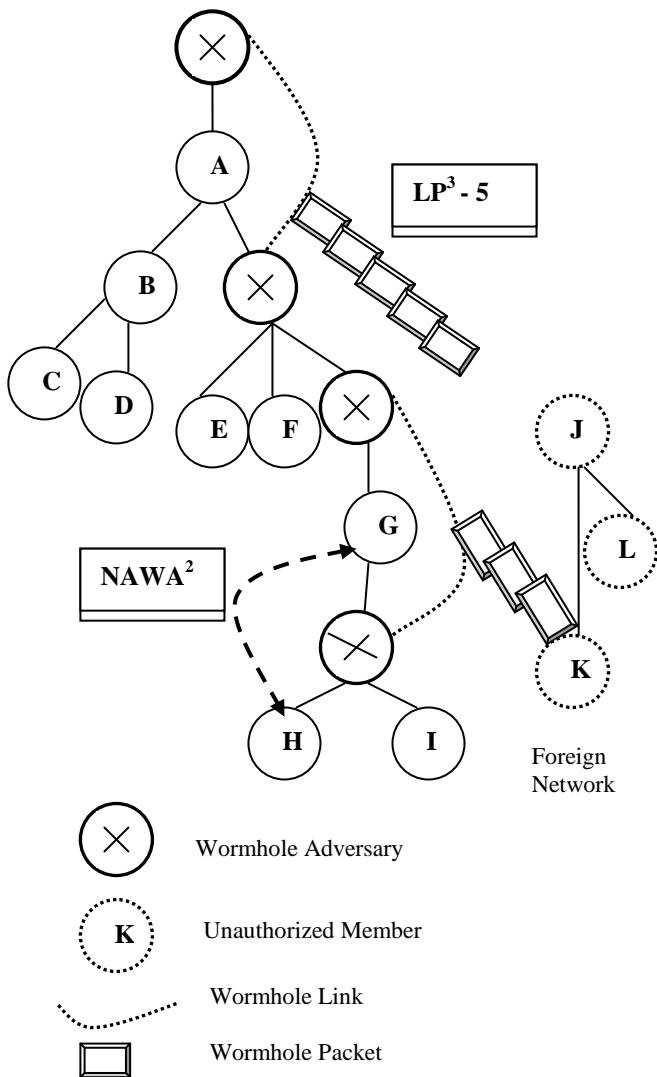 A
LP³ - 5
B
C
D
E
F
J
G
L
NAWA²
K
H
I
Foreign
Network
Wormhole Adversary
K
Unauthorized Member
Wormhole Link
Wormhole Packet